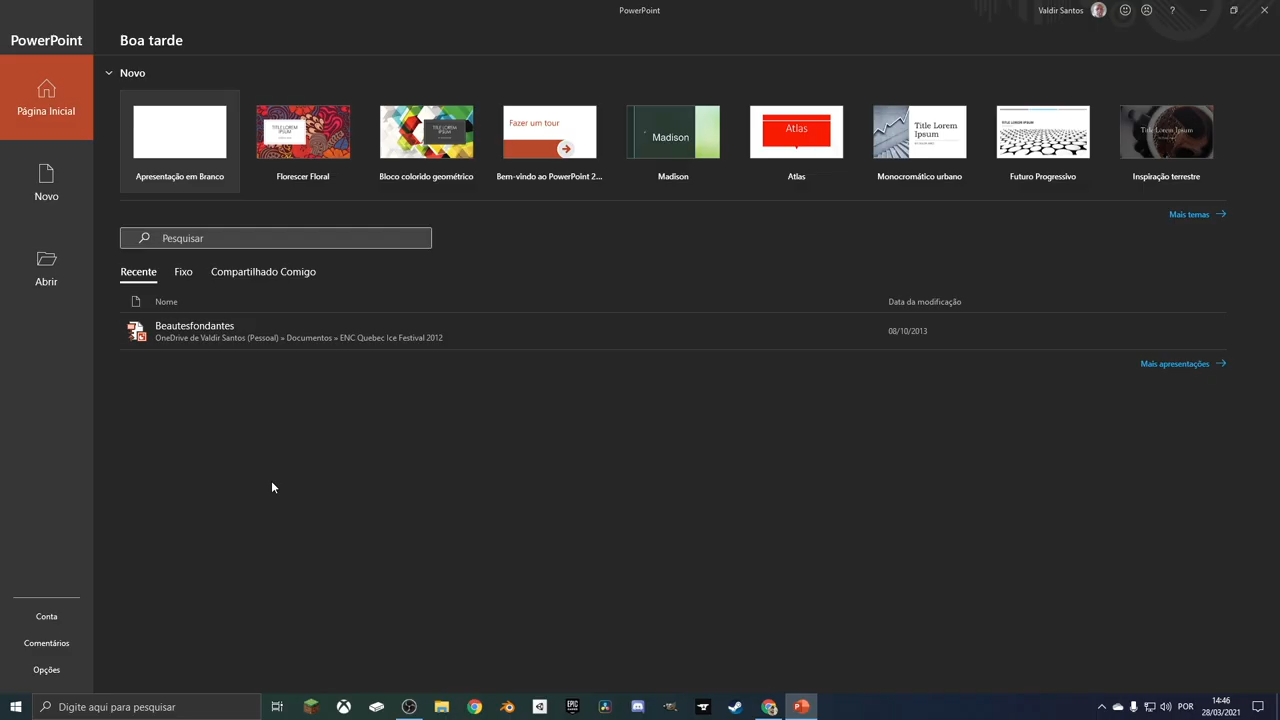 PowerPoint
Valdir Santos
?
PowerPoint
Boa tarde
Página Inicial
Novo
Abrir
Novo
Fazer um tour
Madison
Atlas
Title Lorem
Ipsum
Title Lorem Ipsum
Apresentação em Branco
Florescer Floral
Bloco colorido geométrico
Bem-vindo ao PowerPoint 2...
Madison
Atlas
Monocromático urbano
Futuro Progressivo
Inspiração terrestre
Mais temas
Pesquisar
Recente
Fixo
Compartilhado Comigo
Nome
Data da modificação
Beautesfondantes
OneDrive de Valdir Santos (Pessoal) » Documentos » ENC Quebec Ice Festival 2012
08/10/2013
Mais apresentações
Conta
Comentários
Opções
Digite aqui para pesquisar
EPIC
POR
14:46
28/03/2021